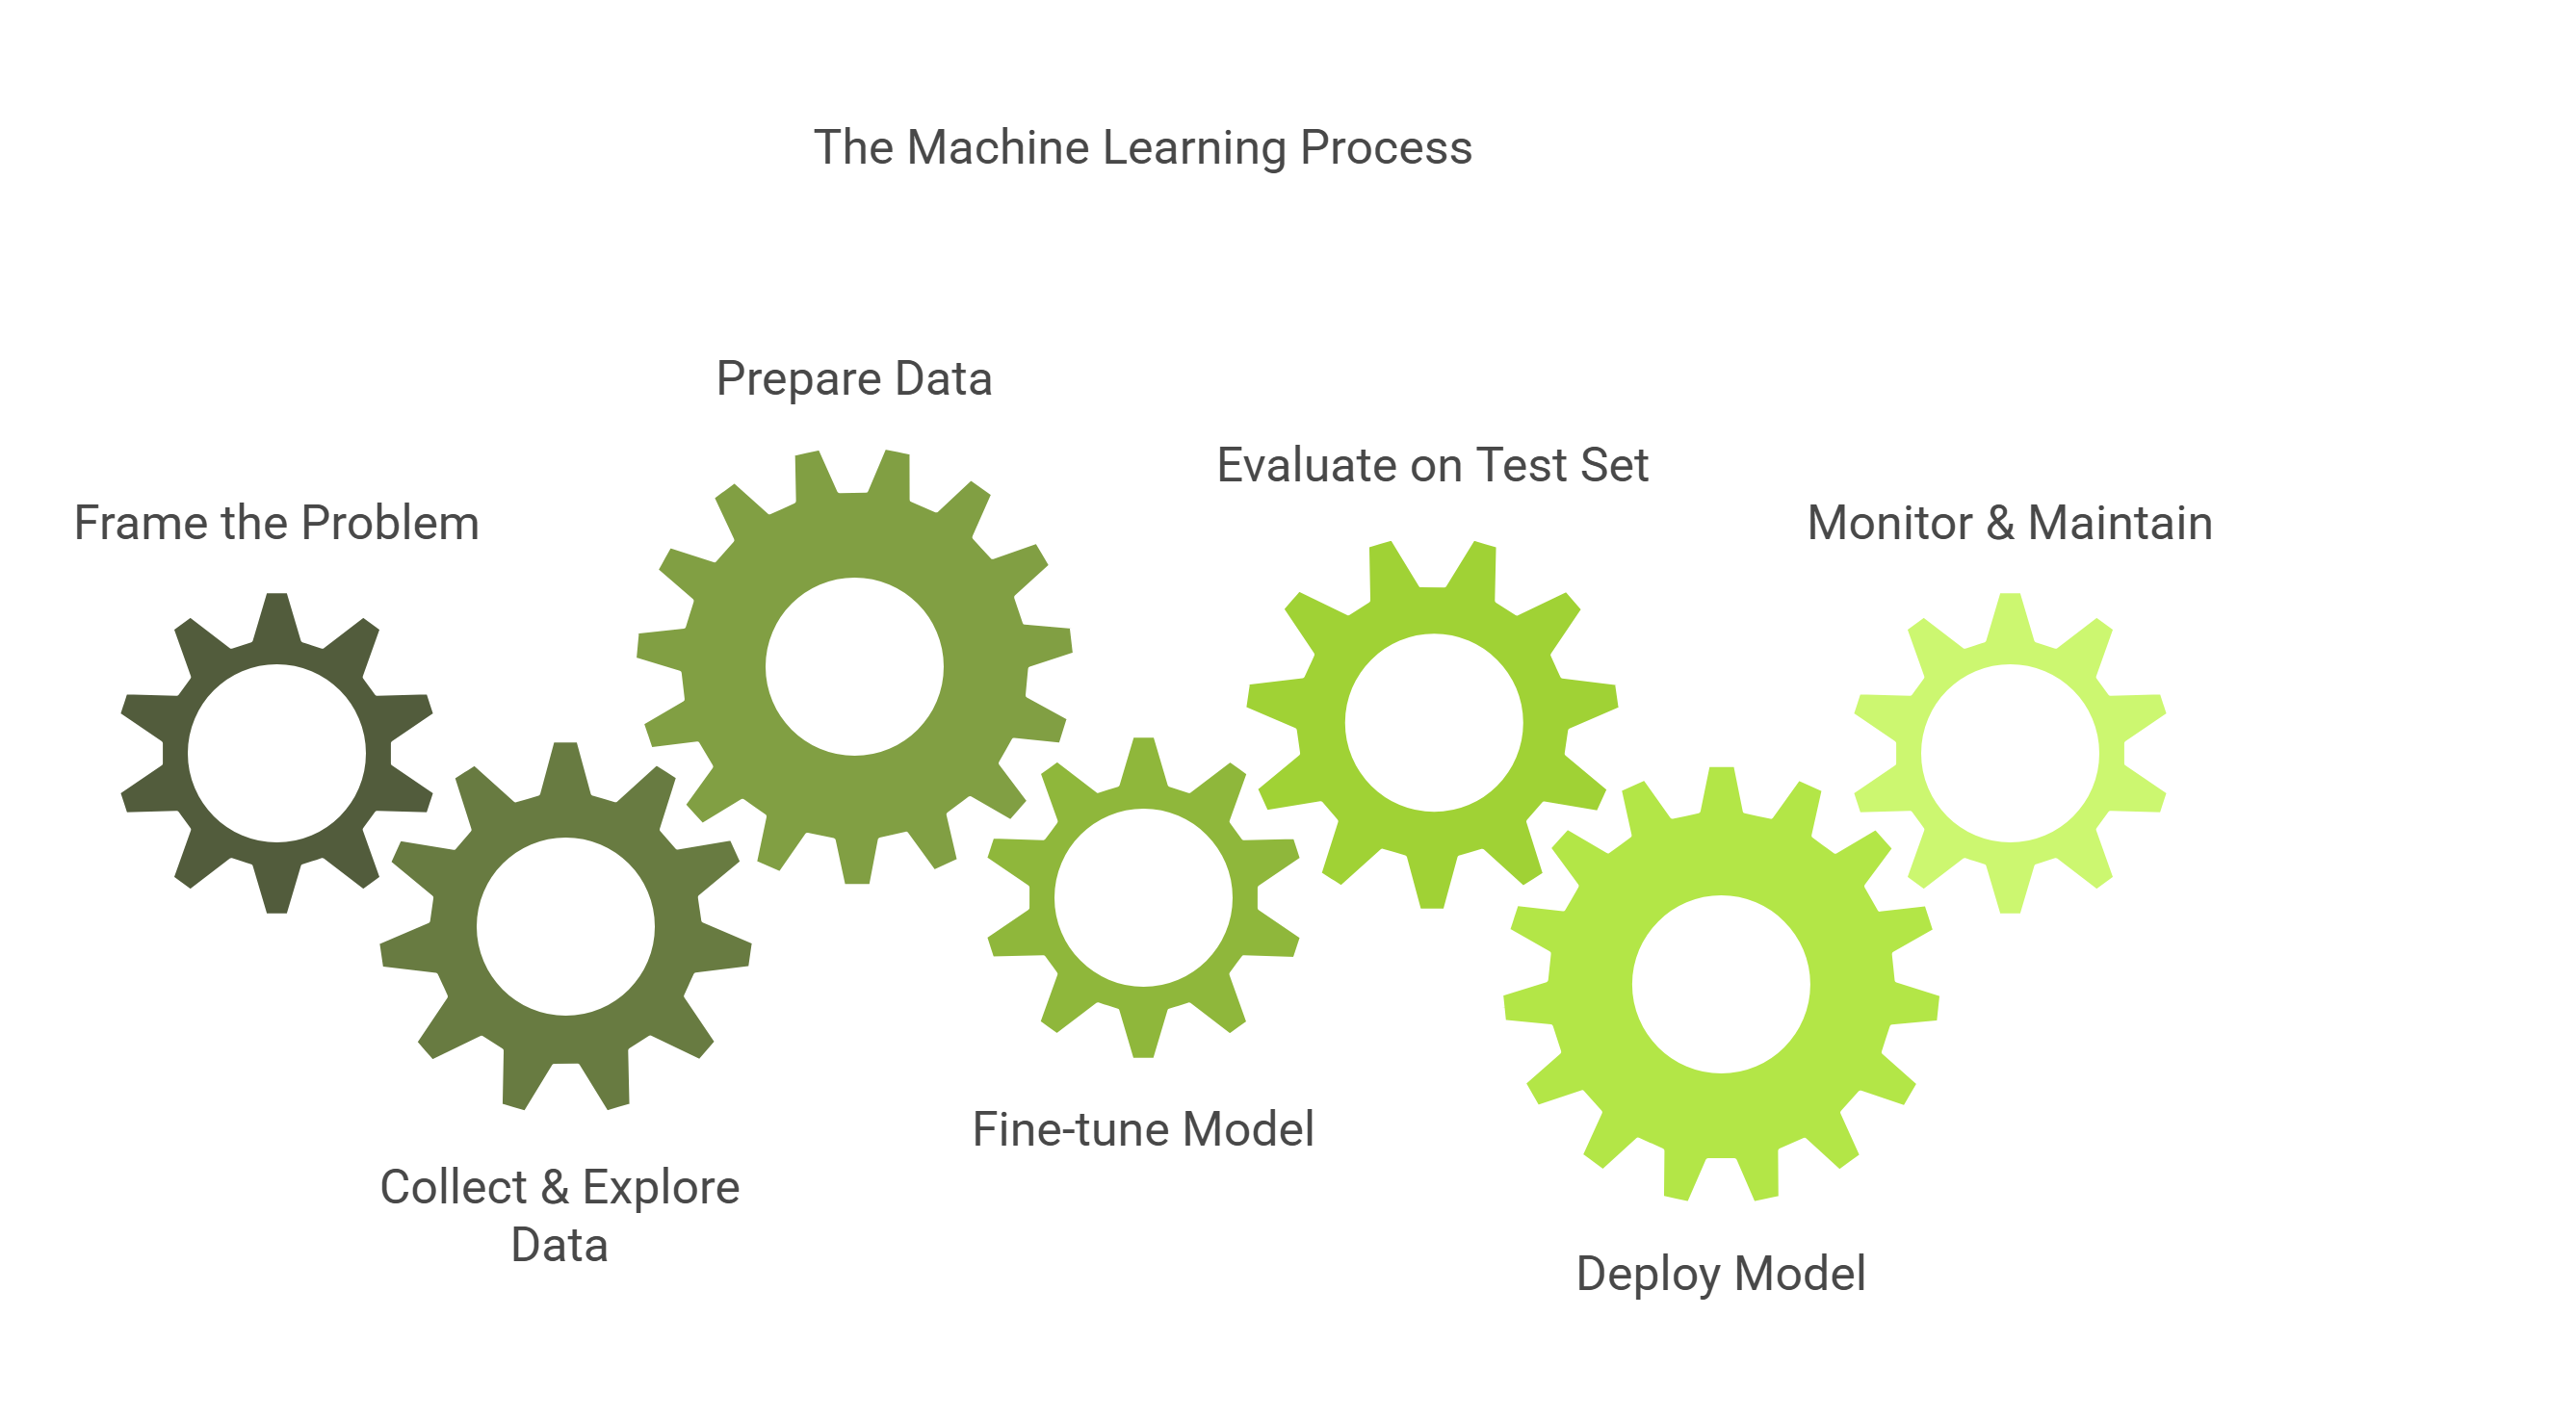 The Machine Learning Process
Frame the Problem
Collect & Explore
Data
Prepare Data
Fine-tune Model
Evaluate on Test Set
Deploy Model
Monitor & Maintain